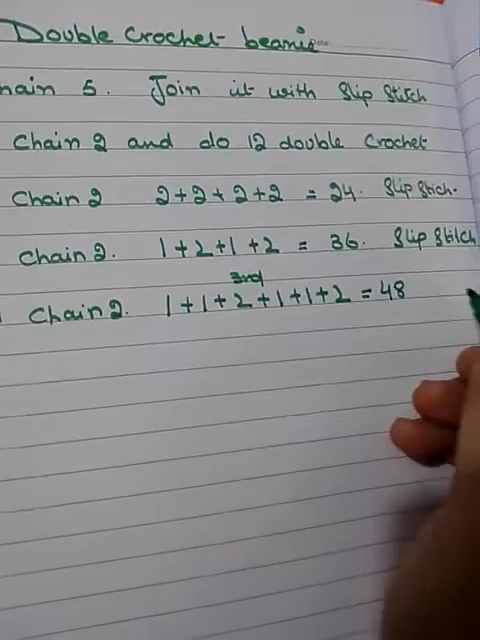 Double Crochet beanie
Chain 5. Join it with Slip Stitch
Chain 2 and do 12 double Crochet
Chain 2 2+2+2+2 = 24. Slip Stich.
Chain 2. 1+2+1+2 = 36. Slip Stitch
3rd
Chain 2. 1+1+2+1+1+2 = 48